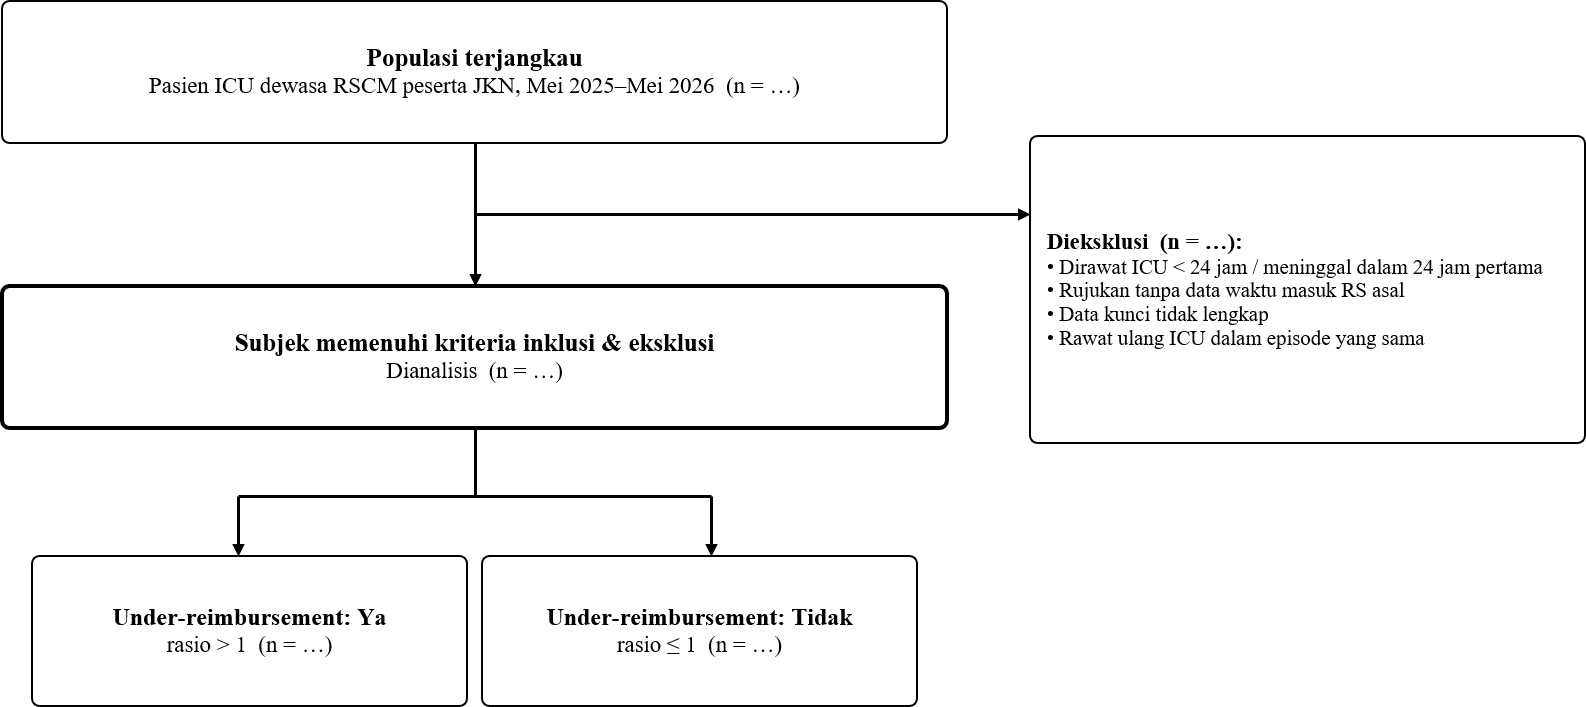 Populasi terjangkau
Pasien ICU dewasa RSCM peserta JKN, Mei 2025–Mei 2026 (n = …)
Dieksklusi (n = …):
• Dirawat ICU < 24 jam / meninggal dalam 24 jam pertama
• Rujukan tanpa data waktu masuk RS asal
• Data kunci tidak lengkap
• Rawat ulang ICU dalam episode yang sama
Subjek memenuhi kriteria inklusi & eksklusi
Dianalisis (n = …)
Under-reimbursement: Ya
rasio > 1 (n = …)
Under-reimbursement: Tidak
rasio ≤ 1 (n = …)